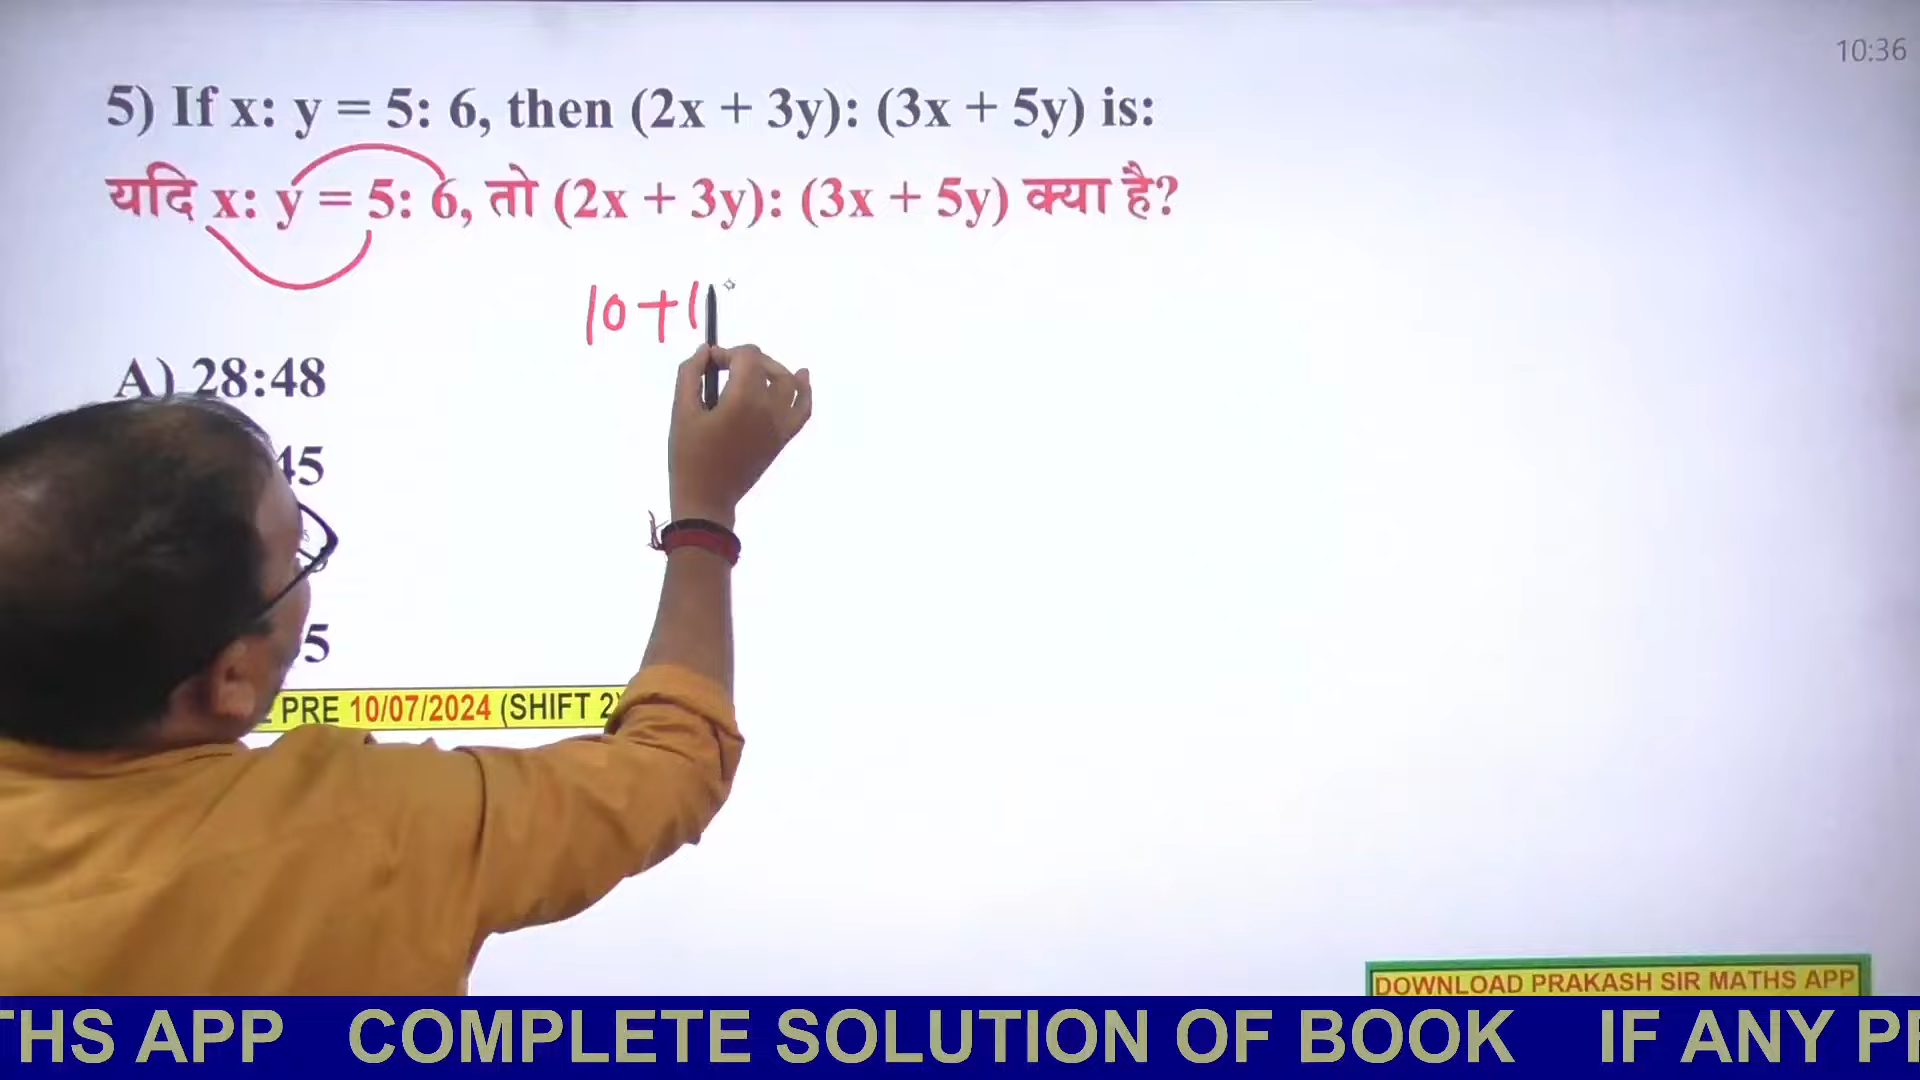 10:36
5) If x: y = 5: 6, then (2x + 3y): (3x + 5y) is:
यदि x: y = 5: 6, तो (2x + 3y): (3x + 5y) क्या है?
10 + 1
A) 28:48
45
5
PRE 10/07/2024 (SHIFT 2)
DOWNLOAD PRAKASH SIR MATHS APP
THS APP COMPLETE SOLUTION OF BOOK IF ANY